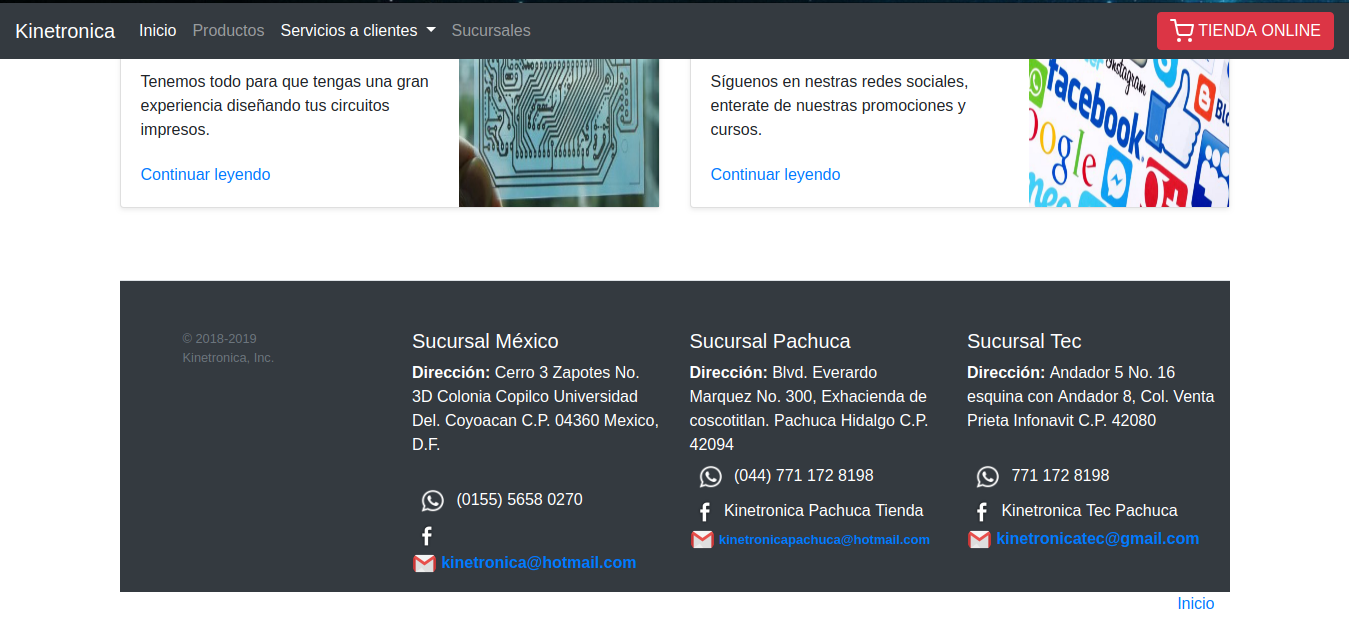 Kinetronica Inicio Productos Servicios a clientes Sucursales TIENDA ONLINE
Tenemos todo para que tengas una gran
experiencia diseñando tus circuitos
impresos.
Continuar leyendo
Síguenos en nestras redes sociales,
enterate de nuestras promociones y
cursos.
Continuar leyendo
Instagram
facebook
Google
© 2018-2019
Kinetronica, Inc.
Sucursal México
Dirección: Cerro 3 Zapotes No.
3D Colonia Copilco Universidad
Del. Coyoacan C.P. 04360 Mexico,
D.F.
(0155) 5658 0270
kinetronica@hotmail.com
Sucursal Pachuca
Dirección: Blvd. Everardo
Marquez No. 300, Exhacienda de
coscotitlan. Pachuca Hidalgo C.P.
42094
(044) 771 172 8198
Kinetronica Pachuca Tienda
kinetronicapachuca@hotmail.com
Sucursal Tec
Dirección: Andador 5 No. 16
esquina con Andador 8, Col. Venta
Prieta Infonavit C.P. 42080
771 172 8198
Kinetronica Tec Pachuca
kinetronicatec@gmail.com
Inicio